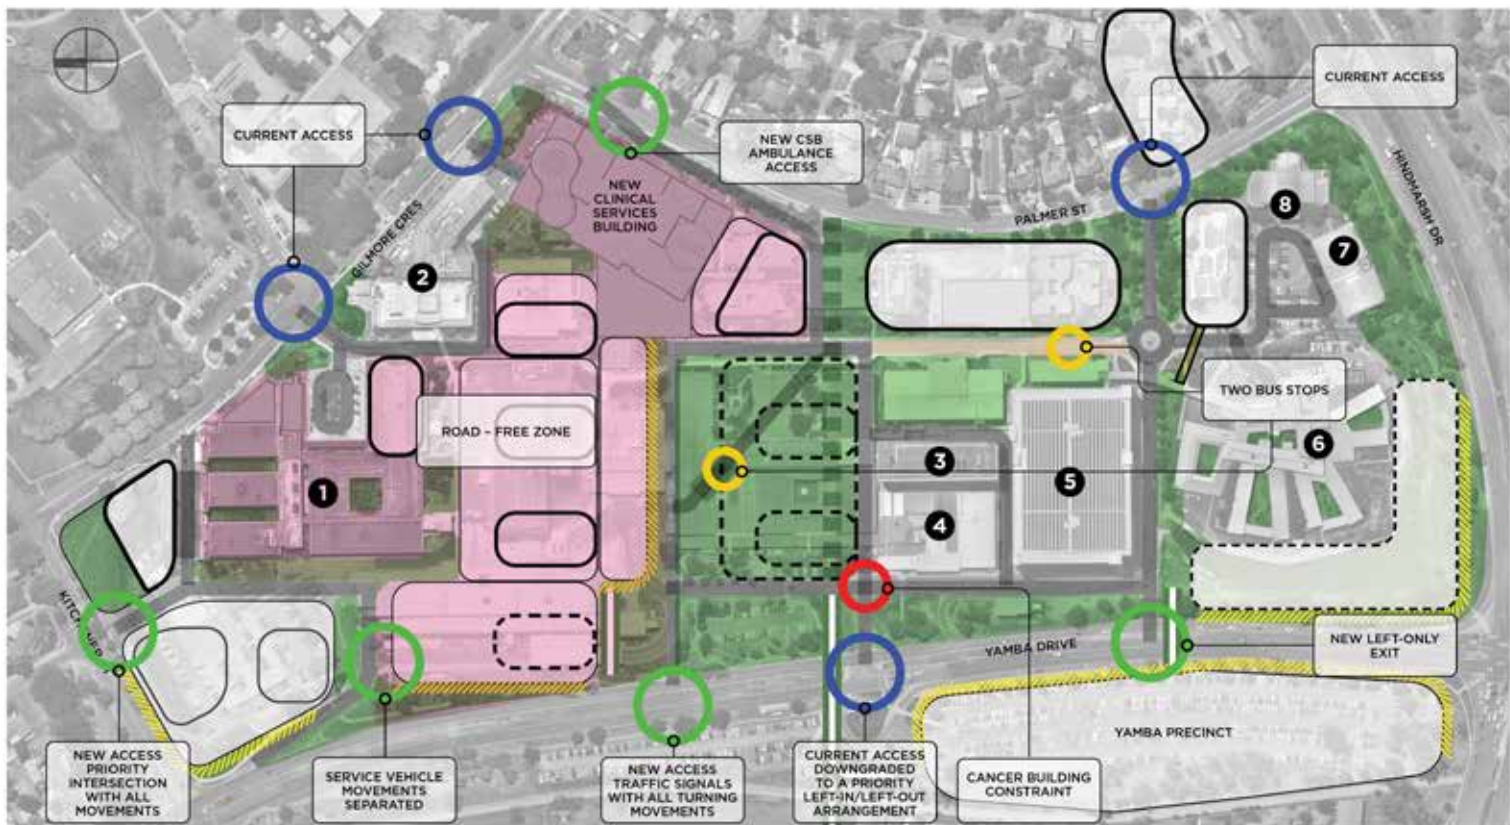 CURRENT ACCESS
CURRENT ACCESS
NEW CSB
AMBULANCE
ACCESS
HINDMARSH DR
NEW
CLINICAL
SERVICES
BUILDING
GILMORE CRES
PALMER ST
8
7
2
TWO BUS STOPS
ROAD – FREE ZONE
6
3
5
1
4
YAMBA DRIVE
NEW LEFT-ONLY
EXIT
YAMBA PRECINCT
NEW ACCESS
PRIORITY
INTERSECTION
WITH ALL
MOVEMENTS
SERVICE VEHICLE
MOVEMENTS
SEPARATED
NEW ACCESS
TRAFFIC SIGNALS
WITH ALL TURNING
MOVEMENTS
CURRENT ACCESS
DOWNGRADED
TO A PRIORITY
LEFT-IN/LEFT-OUT
ARRANGEMENT
CANCER BUILDING
CONSTRAINT